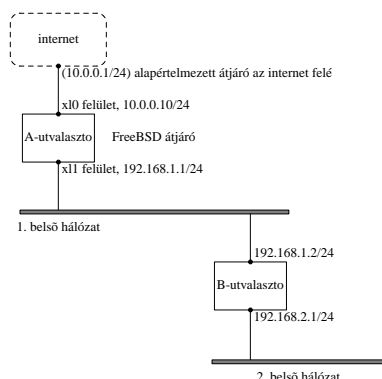 internet
(10.0.0.1/24) alapértelmezett átjáró az internet felé
xl0 felület, 10.0.0.10/24
A-utvalaszto
FreeBSD átjáró
xl1 felület, 192.168.1.1/24
1. belsõ hálózat
192.168.1.2/24
B-utvalaszto
192.168.2.1/24
2. belsõ hálózat